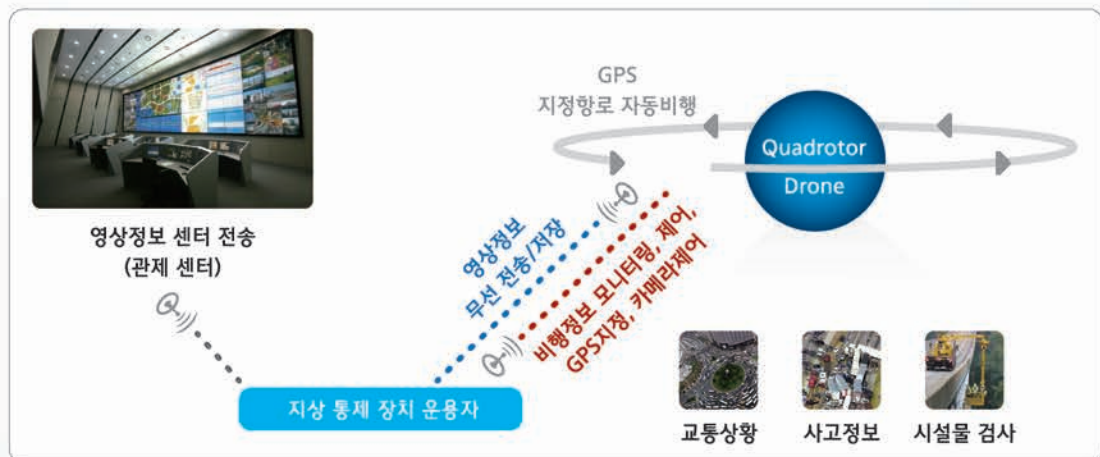 GPS
지정항로 자동비행
Quadrotor
Drone
영상정보 센터 전송
(관제 센터)
영상정보
무선 전송/저장
비행정보 모니터링, 제어,
GPS지정, 카메라제어
지상 통제 장치 운용자
교통상황
사고정보
시설물 검사